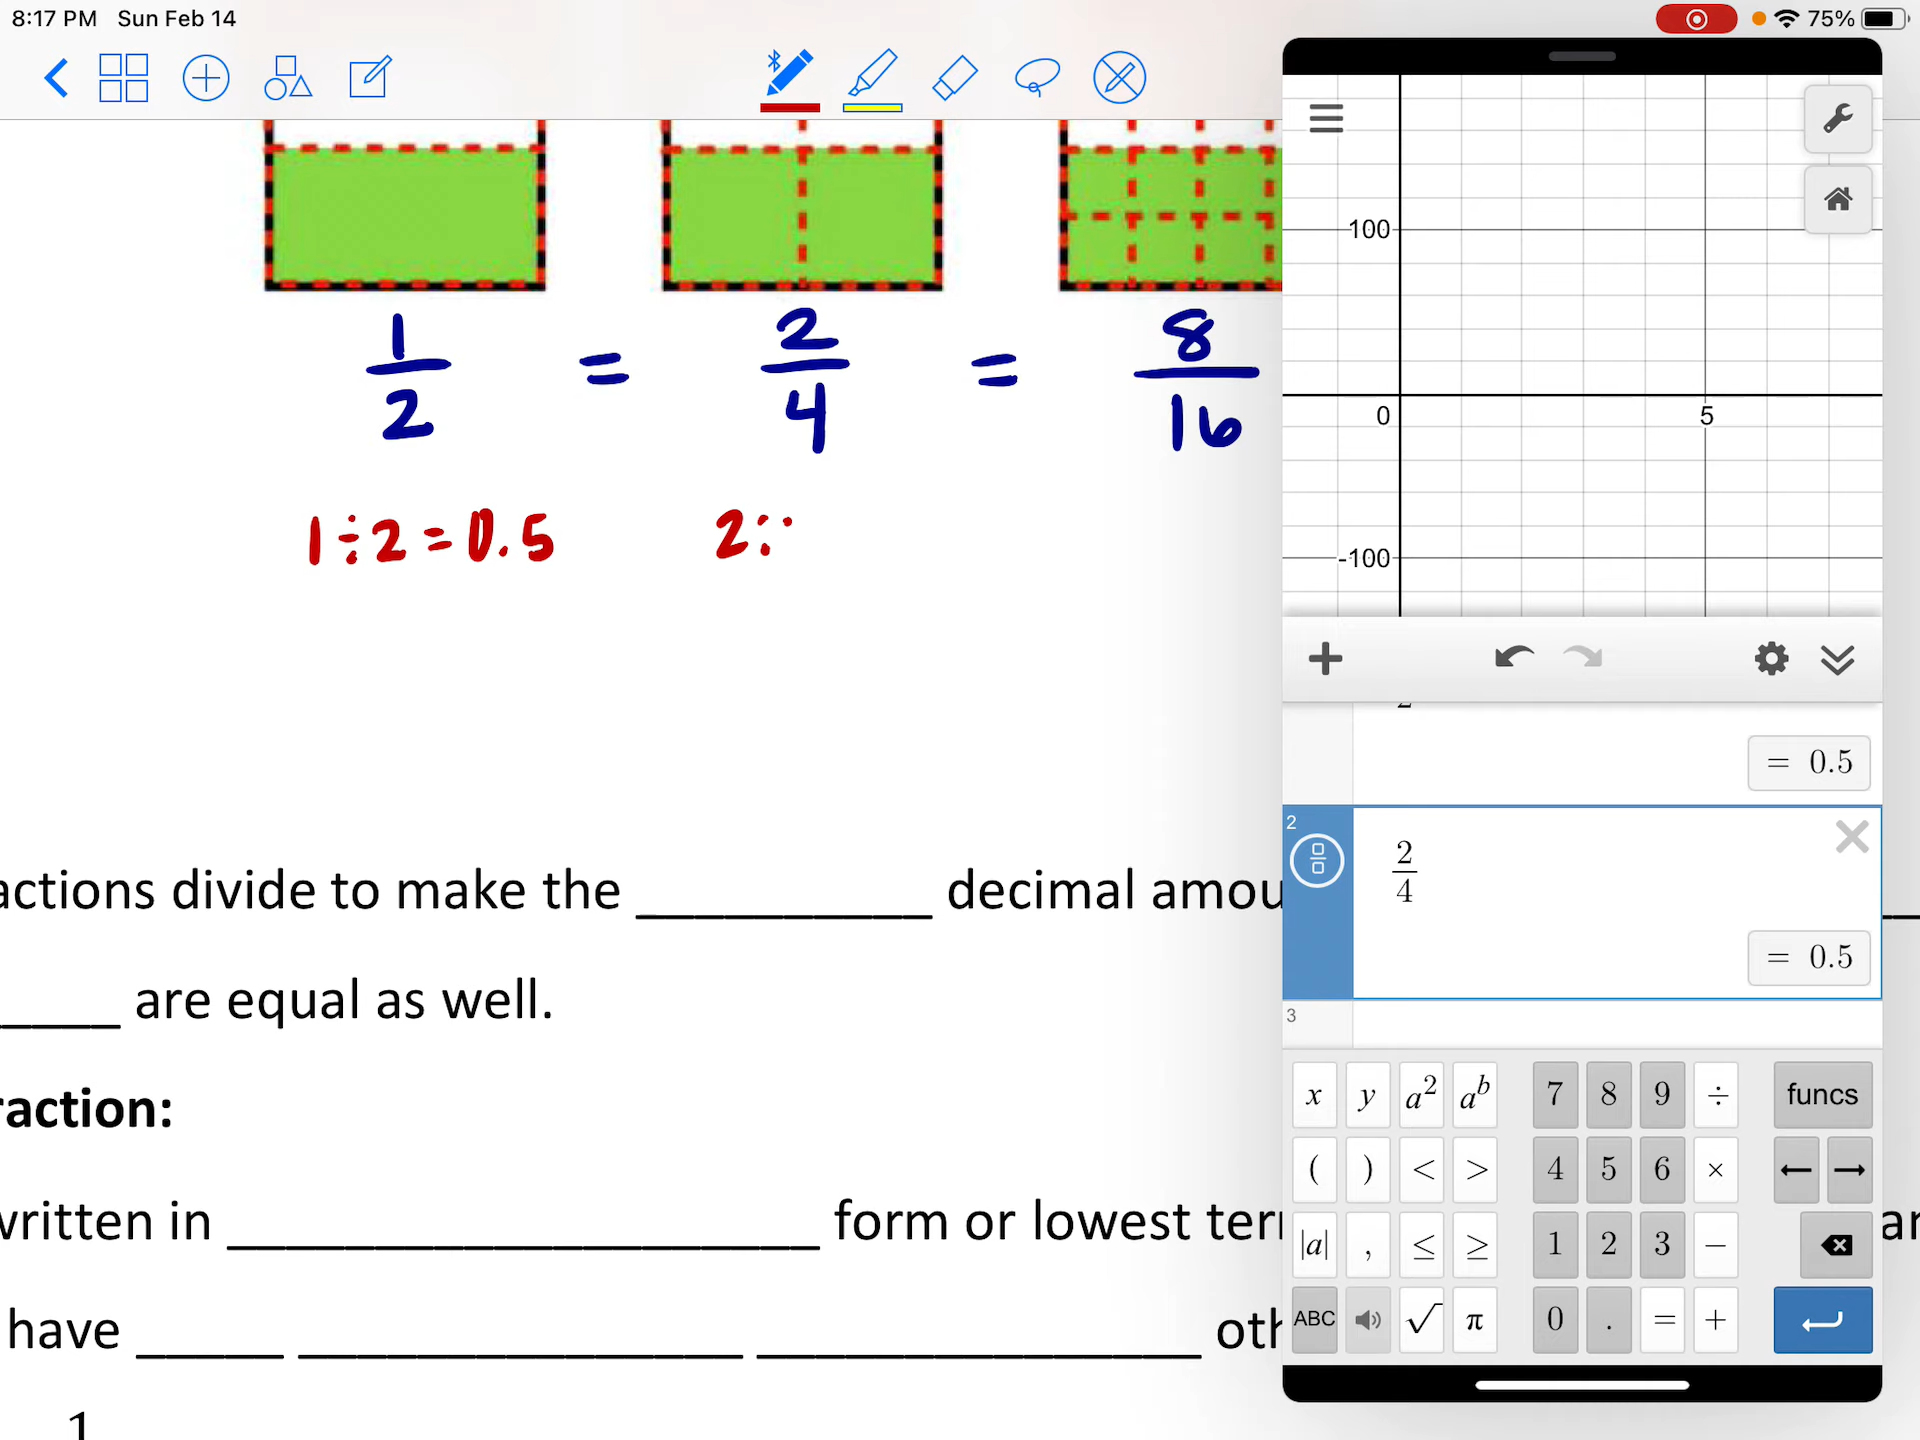 8:17 PM Sun Feb 14
75%
1/2 = 2/4 = 8/16
1÷2=0.5 2÷
actions divide to make the __________ decimal amou
____ are equal as well.
raction:
written in ____________________ form or lowest ter
have ______ _______________ _______________ oth
1
100
0 5
-100
= 0.5
2
2/4
= 0.5
3
x y a² aᵇ 7 8 9 ÷ funcs
( ) < > 4 5 6 × ← →
|a| , ≤ ≥ 1 2 3 −
ABC √ π 0 . = +